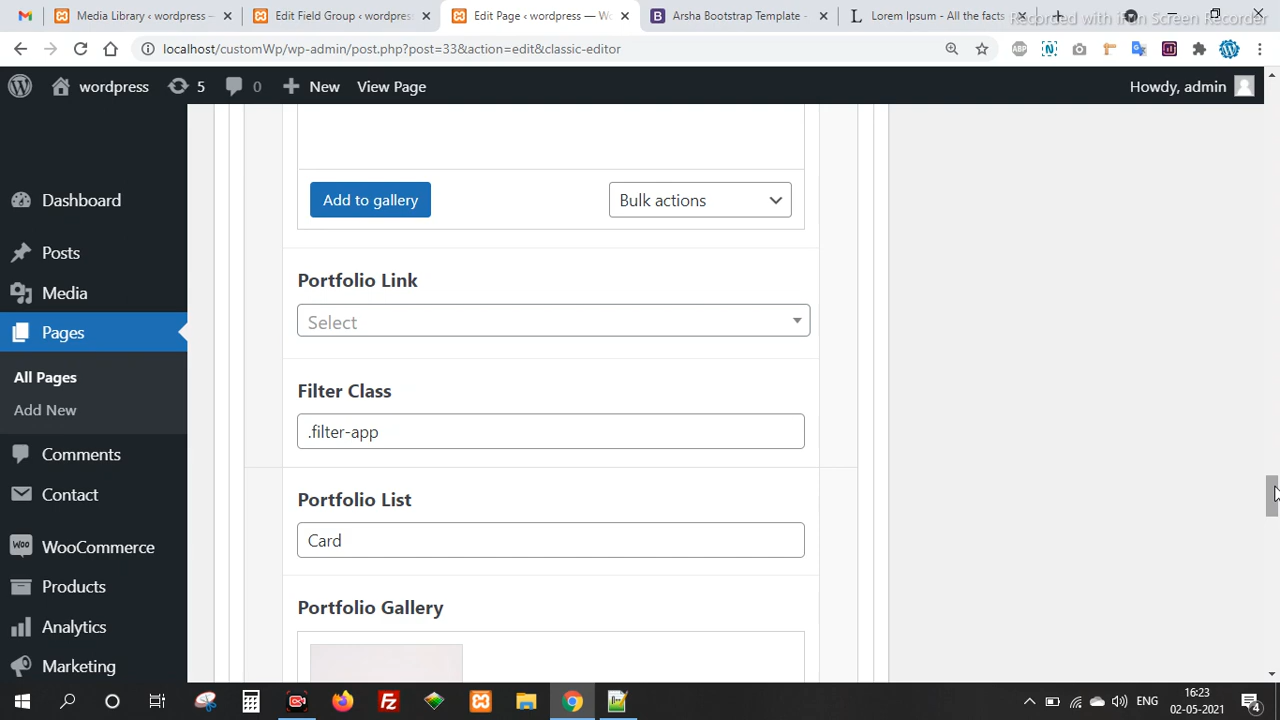 Media Library ‹ wordpress —
Edit Field Group ‹ wordpress
Edit Page ‹ wordpress — Wo
Arsha Bootstrap Template -
Lorem Ipsum - All the facts
Recorded with iFun Screen Recorder
localhost/customWp/wp-admin/post.php?post=33&action=edit&classic-editor
wordpress
5
0
New
View Page
Howdy, admin
Dashboard
Posts
Media
Pages
All Pages
Add New
Comments
Contact
WooCommerce
Products
Analytics
Marketing
Add to gallery
Bulk actions
Portfolio Link
Select
Filter Class
.filter-app
Portfolio List
Card
Portfolio Gallery
ENG
16:23
02-05-2021
4